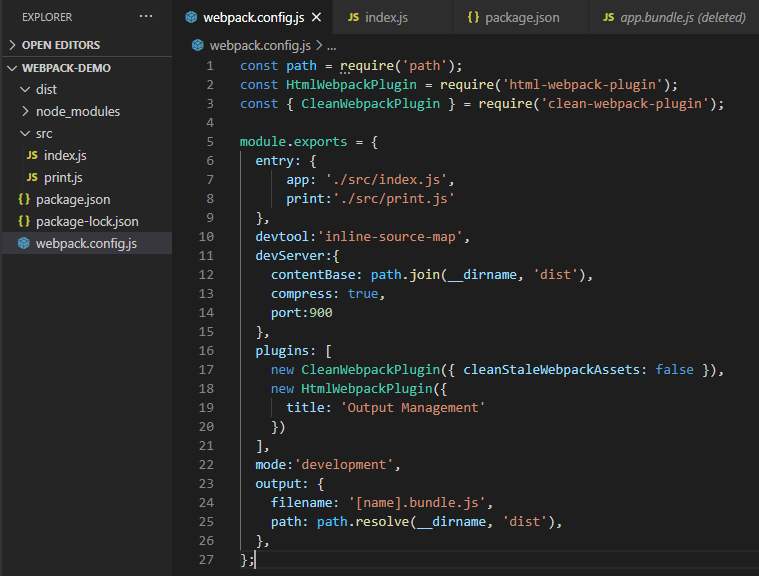 EXPLORER ...
OPEN EDITORS
WEBPACK-DEMO
dist
node_modules
src
JS index.js
JS print.js
{} package.json
{} package-lock.json
webpack.config.js
webpack.config.js
JS index.js
{} package.json
JS app.bundle.js (deleted)
webpack.config.js > ...
1 const path = require('path');
2 const HtmlWebpackPlugin = require('html-webpack-plugin');
3 const { CleanWebpackPlugin } = require('clean-webpack-plugin');
4
5 module.exports = {
6   entry: {
7       app: './src/index.js',
8       print:'./src/print.js'
9   },
10   devtool:'inline-source-map',
11   devServer:{
12     contentBase: path.join(__dirname, 'dist'),
13     compress: true,
14     port:900
15   },
16   plugins: [
17     new CleanWebpackPlugin({ cleanStaleWebpackAssets: false }),
18     new HtmlWebpackPlugin({
19       title: 'Output Management'
20     })
21   ],
22   mode:'development',
23   output: {
24     filename: '[name].bundle.js',
25     path: path.resolve(__dirname, 'dist'),
26   },
27 };